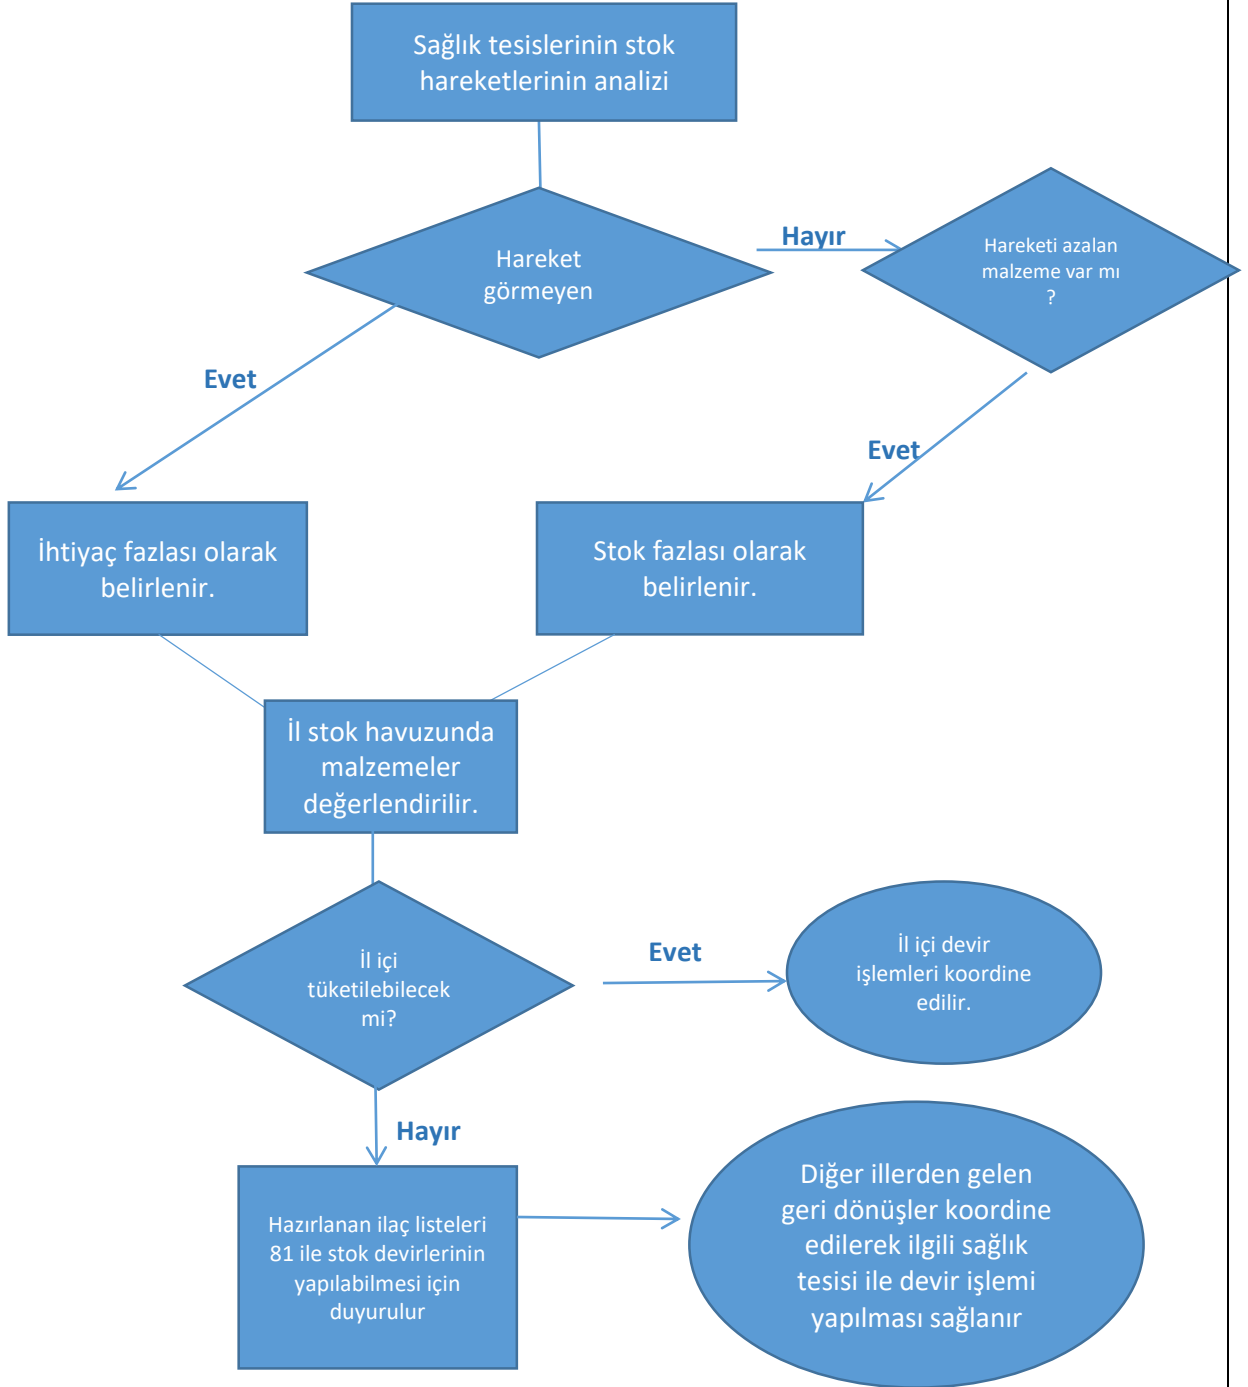 Sağlık tesislerinin stok
hareketlerinin analizi
Hareket
görmeyen
Hayır
Hareketi azalan
malzeme var mı
?
Evet
Evet
İhtiyaç fazlası olarak
belirlenir.
Stok fazlası olarak
belirlenir.
İl stok havuzunda
malzemeler
değerlendirilir.
İl içi
tüketilebilecek
mi?
Evet
İl içi devir
işlemleri koordine
edilir.
Hayır
Hazırlanan ilaç listeleri
81 ile stok devirlerinin
yapılabilmesi için
duyurulur
Diğer illerden gelen
geri dönüşler koordine
edilerek ilgili sağlık
tesisi ile devir işlemi
yapılması sağlanır